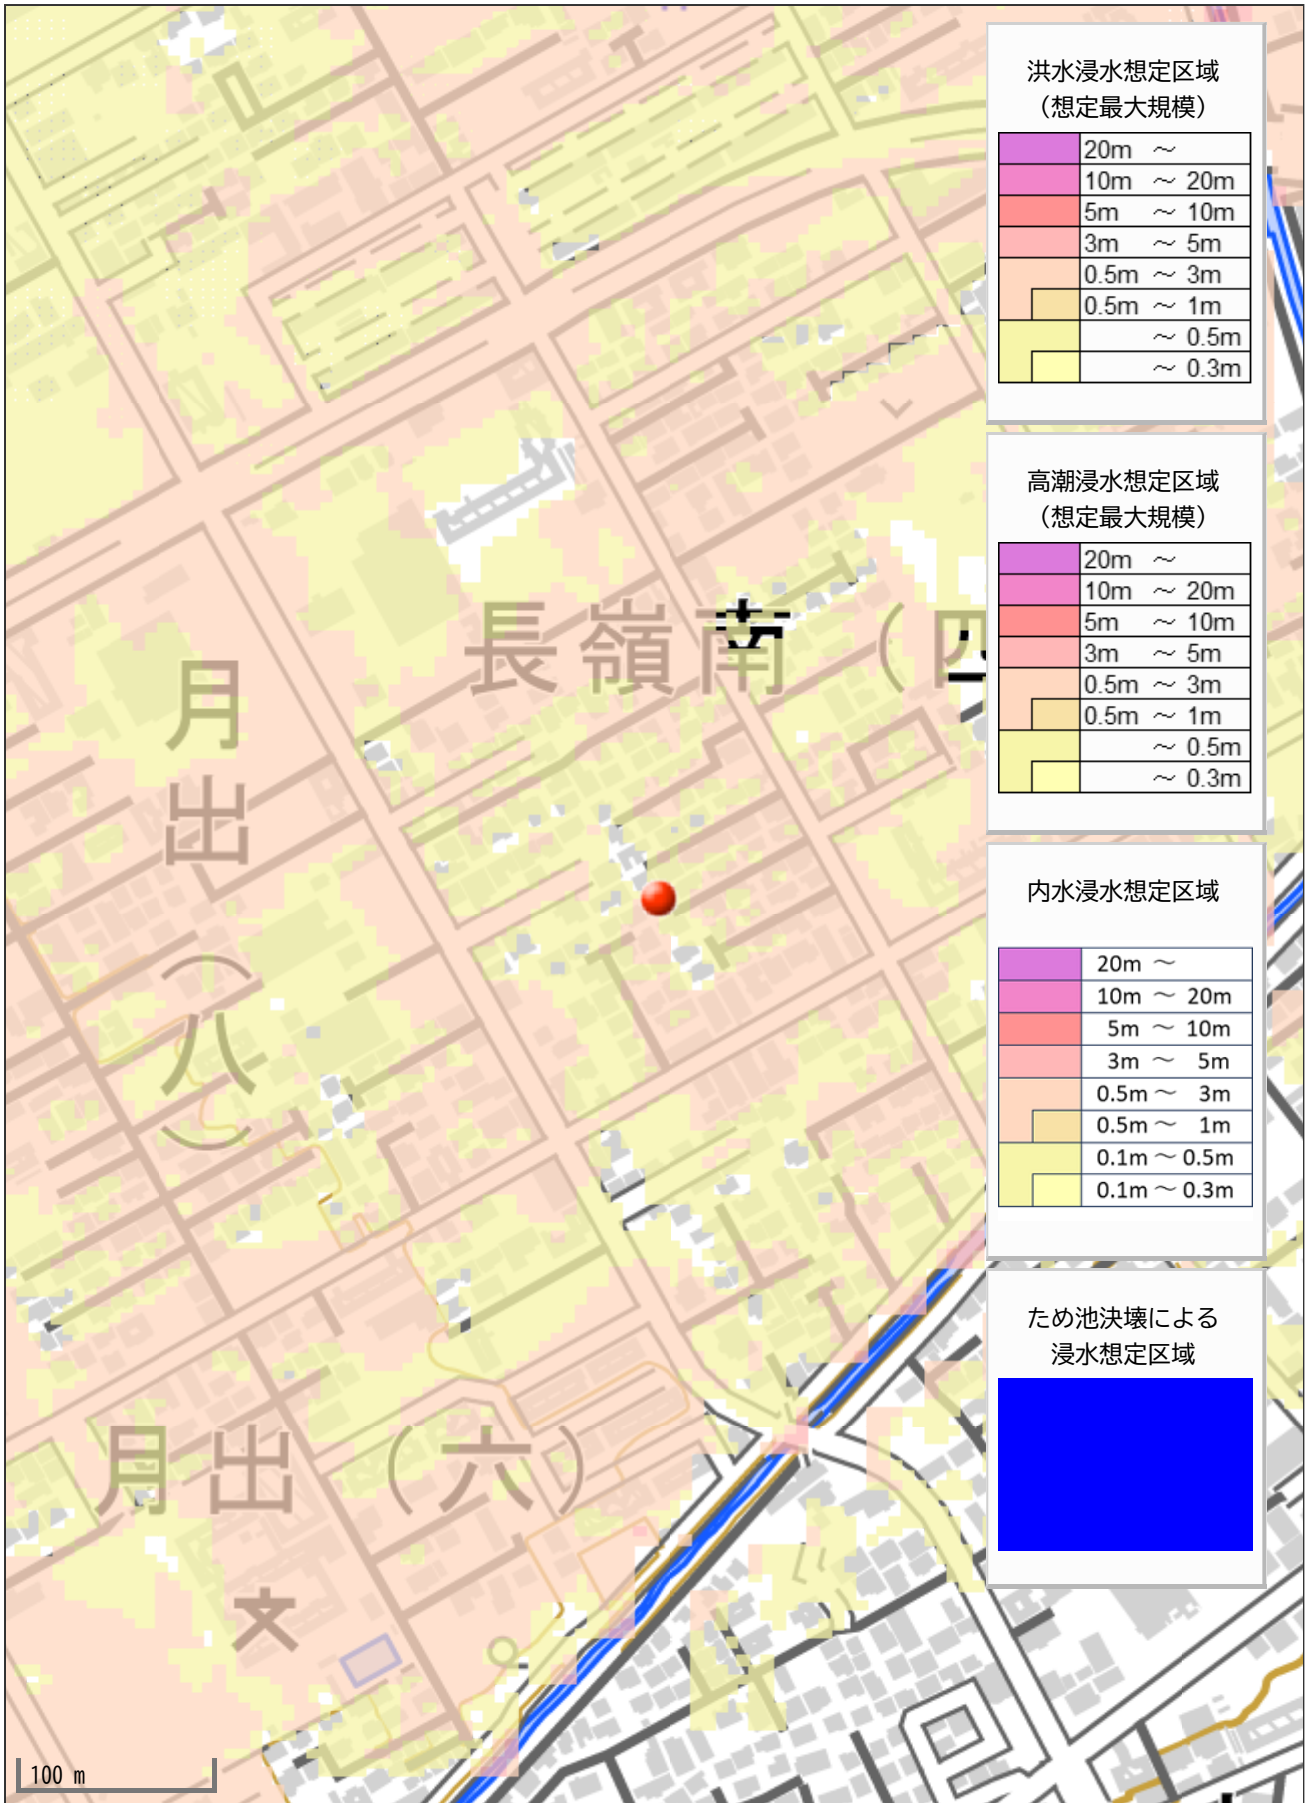 洪水浸水想定区域
（想定最大規模）
20m ～
10m ～ 20m
5m ～ 10m
3m ～ 5m
0.5m ～ 3m
0.5m ～ 1m
～ 0.5m
～ 0.3m
高潮浸水想定区域
（想定最大規模）
20m ～
10m ～ 20m
5m ～ 10m
3m ～ 5m
0.5m ～ 3m
0.5m ～ 1m
～ 0.5m
～ 0.3m
内水浸水想定区域
20m ～
10m ～ 20m
5m ～ 10m
3m ～ 5m
0.5m ～ 3m
0.5m ～ 1m
0.1m ～ 0.5m
0.1m ～ 0.3m
ため池決壊による
浸水想定区域
長嶺南（四
月出（八）
月出（六）
100 m